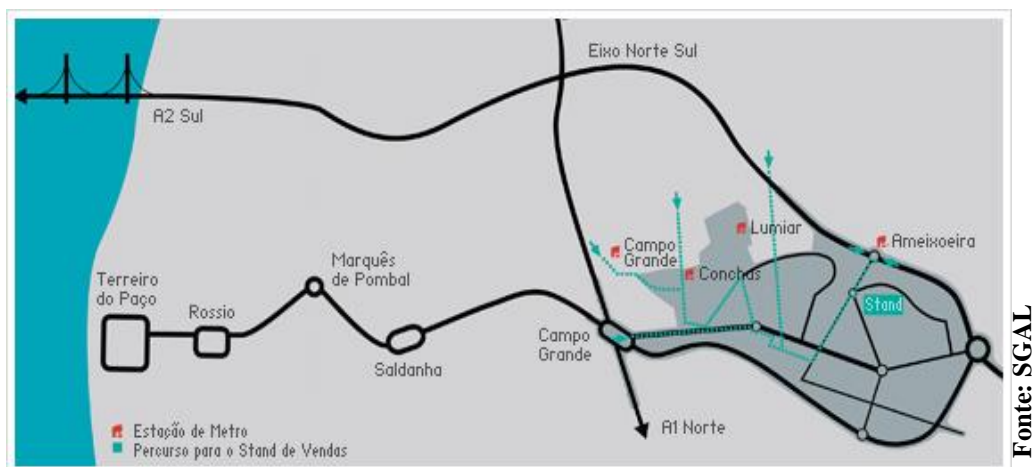 Eixo Norte Sul
A2 Sul
Lumiar
Ameixoeira
Campo
Grande
Conchas
Stand
Marquês
de Pombal
Terreiro
do Paço
Rossio
Saldanha
Campo
Grande
A1 Norte
Estação de Metro
Percurso para o Stand de Vendas
Fonte: SGAL